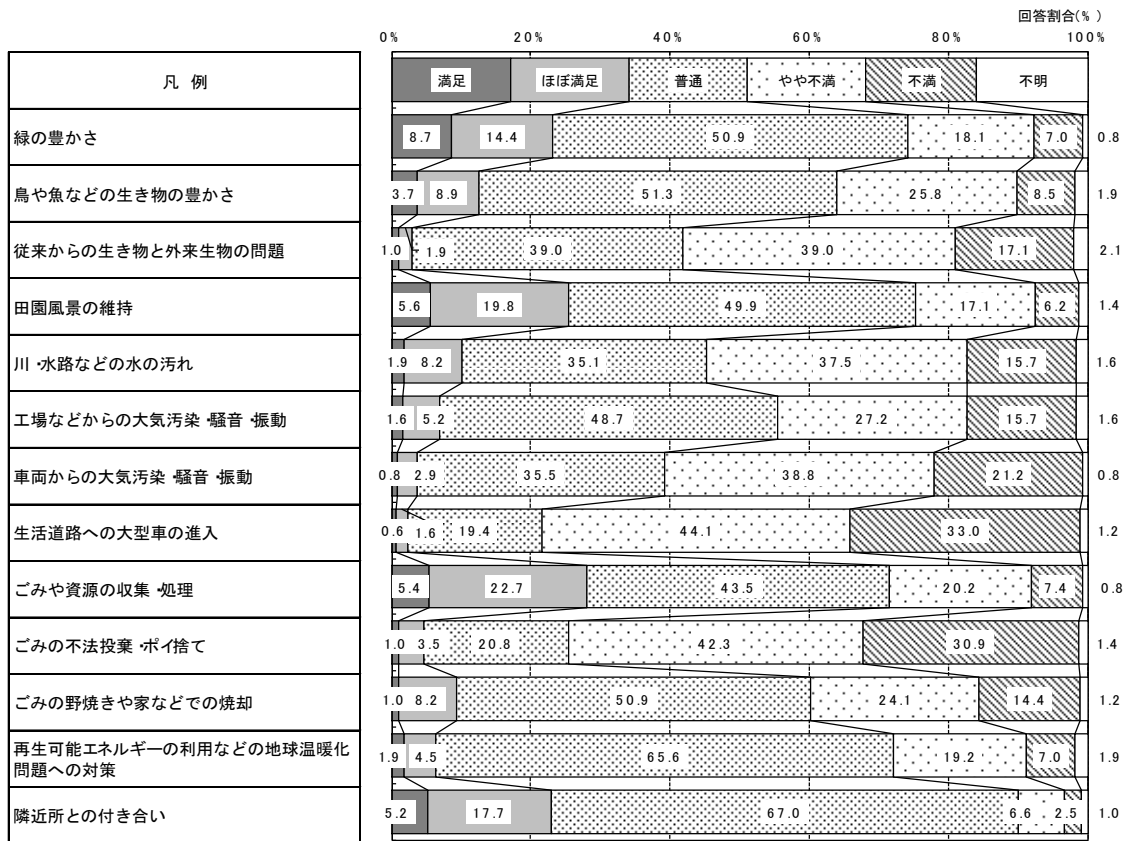 回答割合(%)
0% 20% 40% 60% 80% 100%
凡 例 満足 ほぼ満足 普通 やや不満 不満 不明
緑の豊かさ 8.7 14.4 50.9 18.1 7.0 0.8
鳥や魚などの生き物の豊かさ 3.7 8.9 51.3 25.8 8.5 1.9
従来からの生き物と外来生物の問題 1.0 1.9 39.0 39.0 17.1 2.1
田園風景の維持 5.6 19.8 49.9 17.1 6.2 1.4
川・水路などの水の汚れ 1.9 8.2 35.1 37.5 15.7 1.6
工場などからの大気汚染・騒音・振動 1.6 5.2 48.7 27.2 15.7 1.6
車両からの大気汚染・騒音・振動 0.8 2.9 35.5 38.8 21.2 0.8
生活道路への大型車の進入 0.6 1.6 19.4 44.1 33.0 1.2
ごみや資源の収集・処理 5.4 22.7 43.5 20.2 7.4 0.8
ごみの不法投棄・ポイ捨て 1.0 3.5 20.8 42.3 30.9 1.4
ごみの野焼きや家などでの焼却 1.0 8.2 50.9 24.1 14.4 1.2
再生可能エネルギーの利用などの地球温暖化
問題への対策 1.9 4.5 65.6 19.2 7.0 1.9
隣近所との付き合い 5.2 17.7 67.0 6.6 2.5 1.0